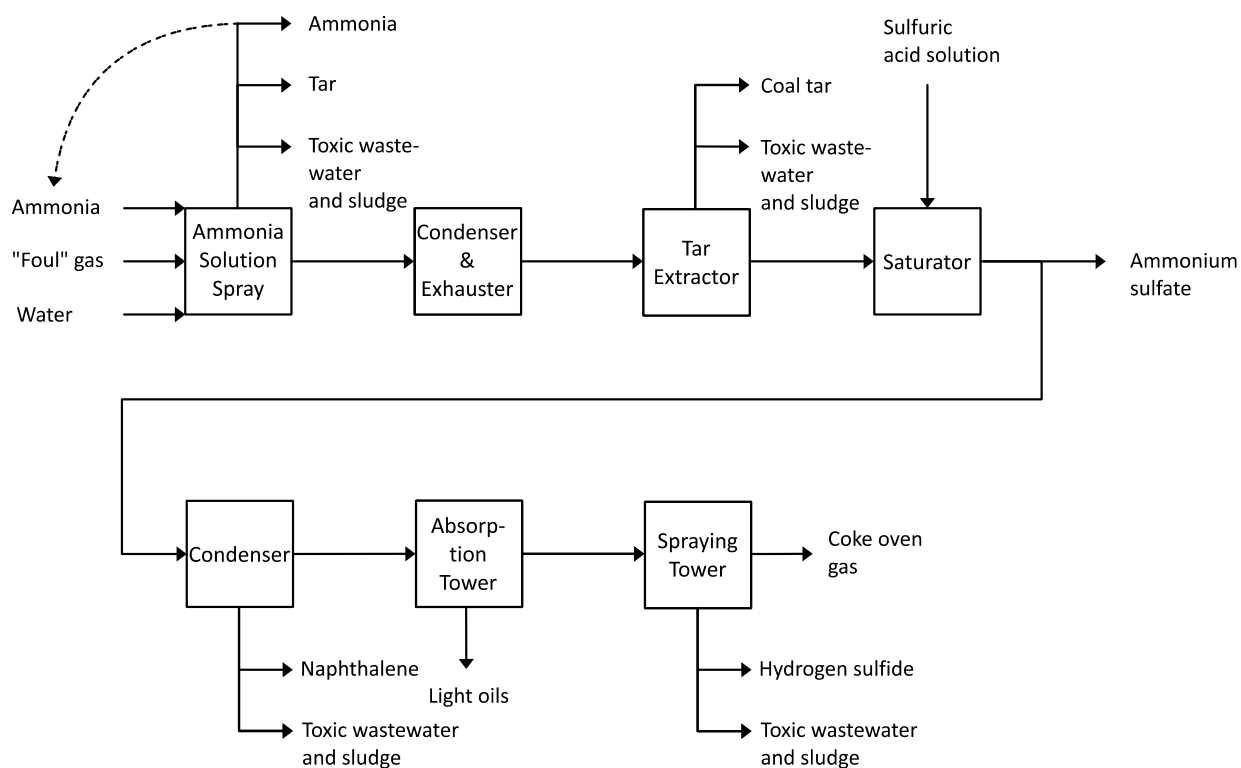 Ammonia
Tar
Toxic waste-
water
and sludge
Coal tar
Toxic waste-
water
and sludge
Sulfuric
acid solution
Ammonia
"Foul" gas
Water
Ammonia
Solution
Spray
Condenser
&
Exhauster
Tar
Extractor
Saturator
Ammonium
sulfate
Condenser
Absorp-
tion
Tower
Spraying
Tower
Coke oven
gas
Naphthalene
Toxic wastewater
and sludge
Light oils
Hydrogen sulfide
Toxic wastewater
and sludge